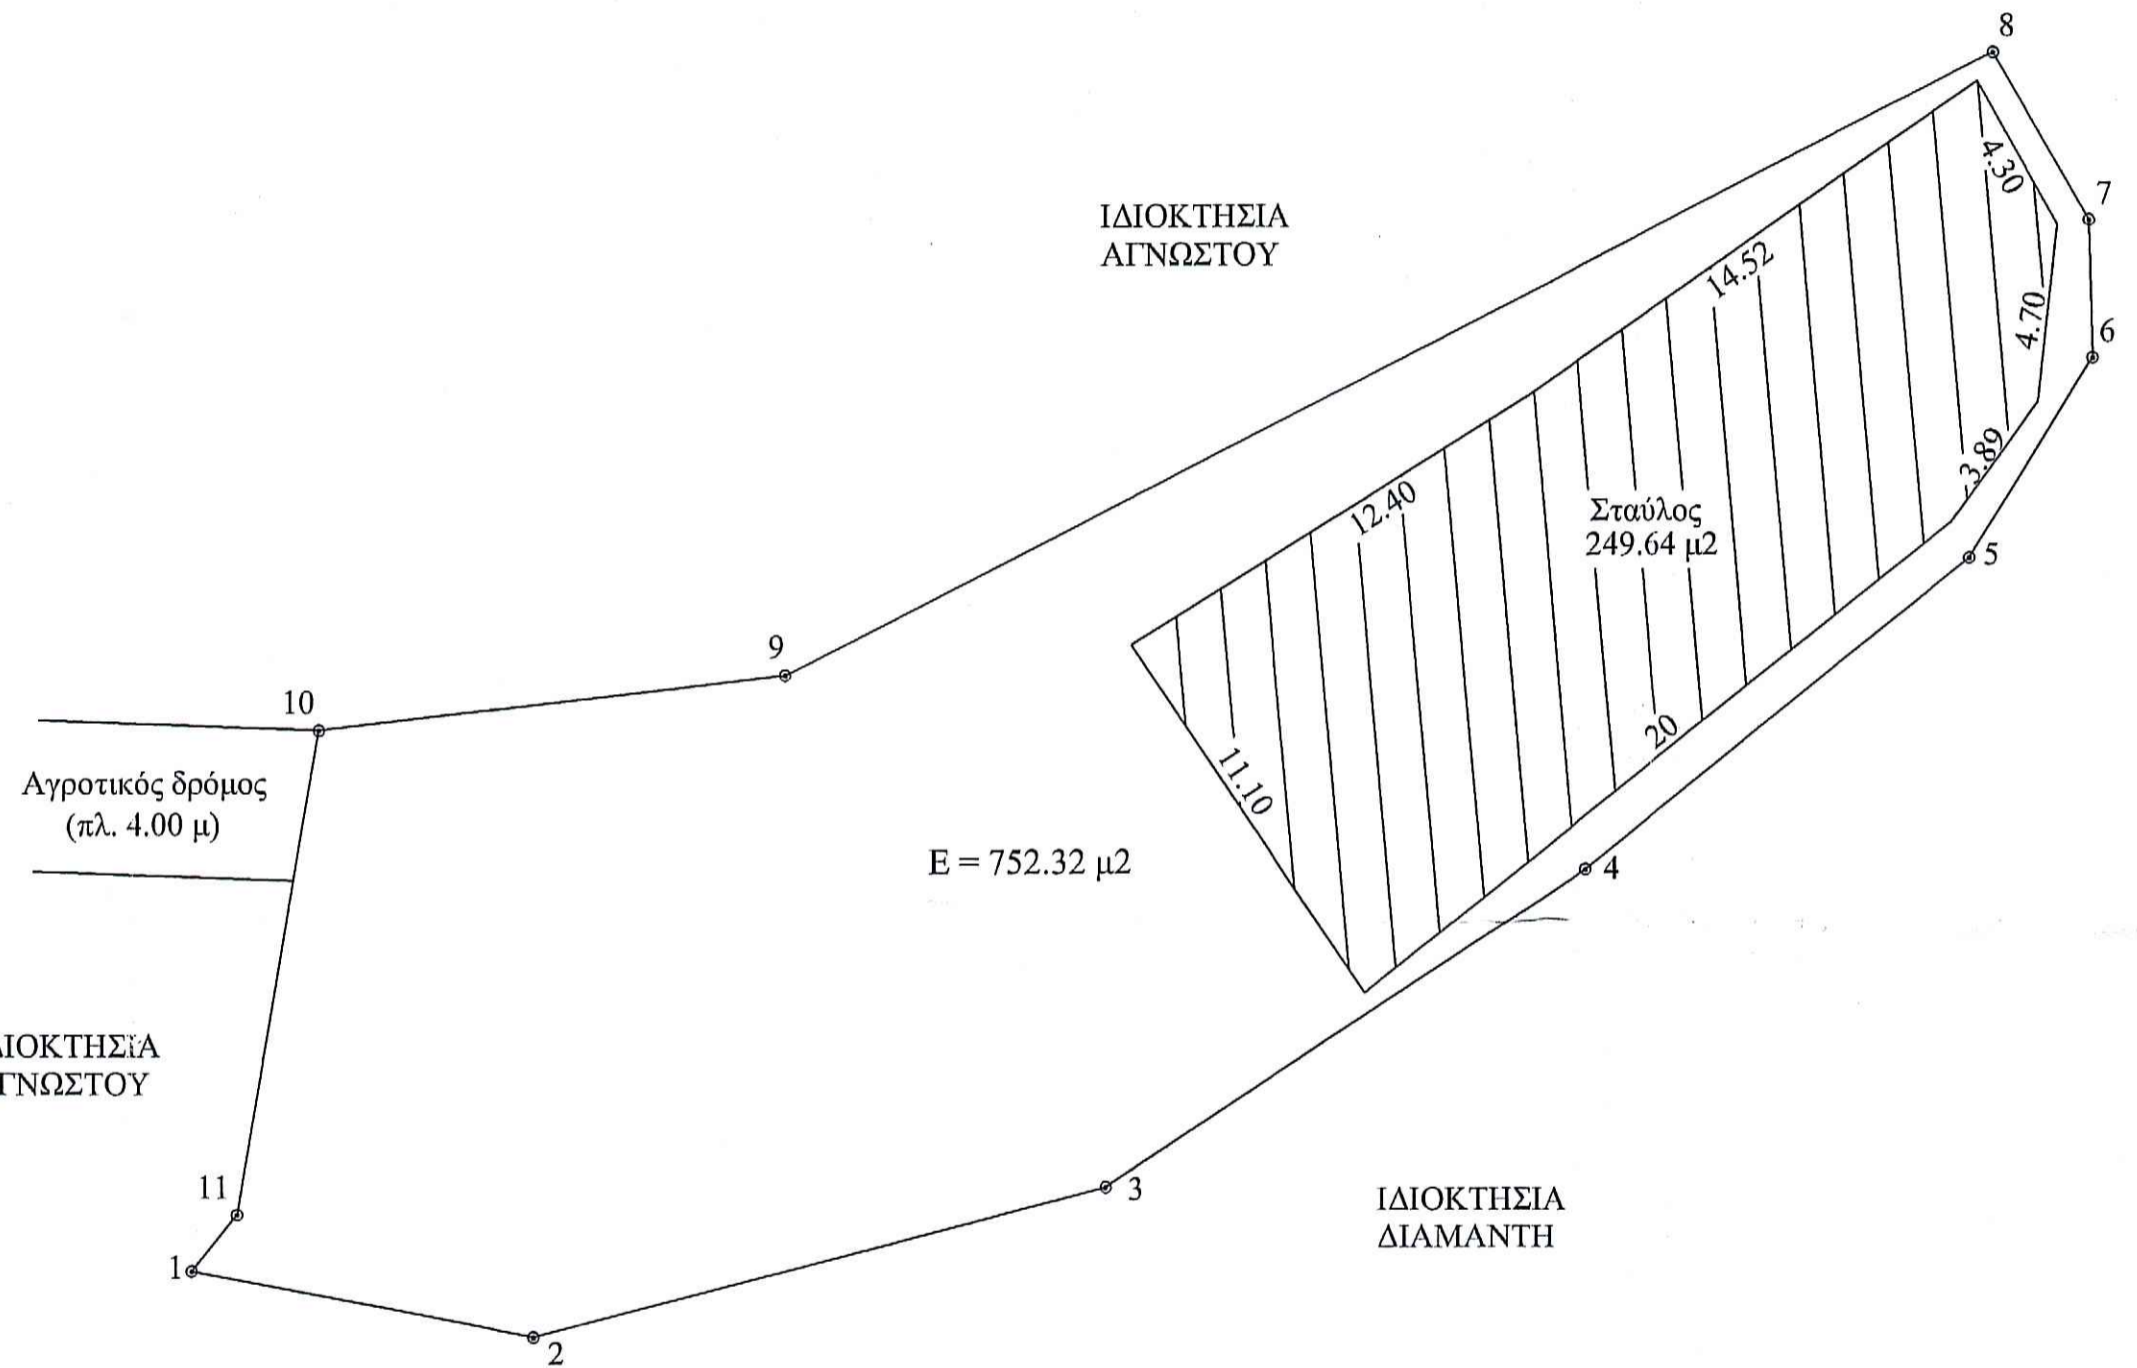 8
7
6
5
4
3
2
1
11
10
9
ΙΔΙΟΚΤΗΣΙΑ
ΑΓΝΩΣΤΟΥ
4.30
14.52
4.70
3.89
12.40
Σταύλος
249.64 μ2
20
11.10
Αγροτικός δρόμος
(πλ. 4.00 μ)
Ε = 752.32 μ2
ΔΙΟΚΤΗΣΙΑ
ΓΝΩΣΤΟΥ
ΙΔΙΟΚΤΗΣΙΑ
ΔΙΑΜΑΝΤΗ